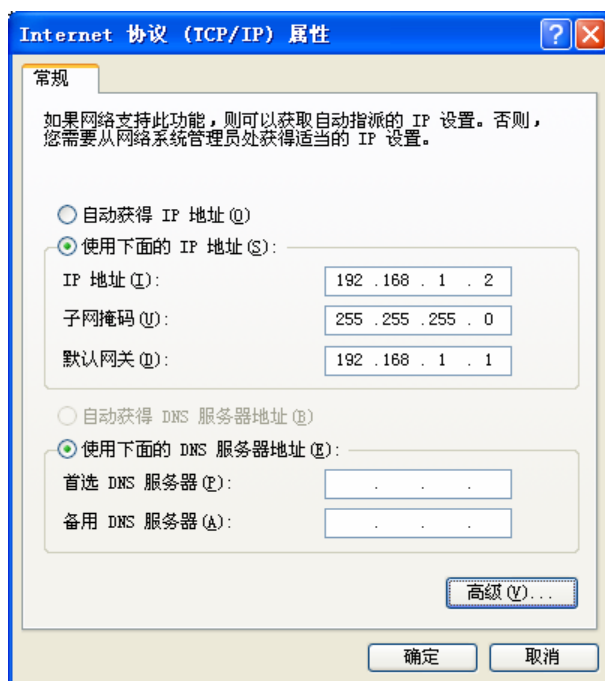 Internet 协议 (TCP/IP) 属性
常规
如果网络支持此功能，则可以获取自动指派的 IP 设置。否则，
您需要从网络系统管理员处获得适当的 IP 设置。
自动获得 IP 地址(O)
使用下面的 IP 地址(S):
IP 地址(I): 192 .168 . 1 . 2
子网掩码(U): 255 .255 .255 . 0
默认网关(D): 192 .168 . 1 . 1
自动获得 DNS 服务器地址(B)
使用下面的 DNS 服务器地址(E):
首选 DNS 服务器(P): . . .
备用 DNS 服务器(A): . . .
高级(V)...
确定 取消